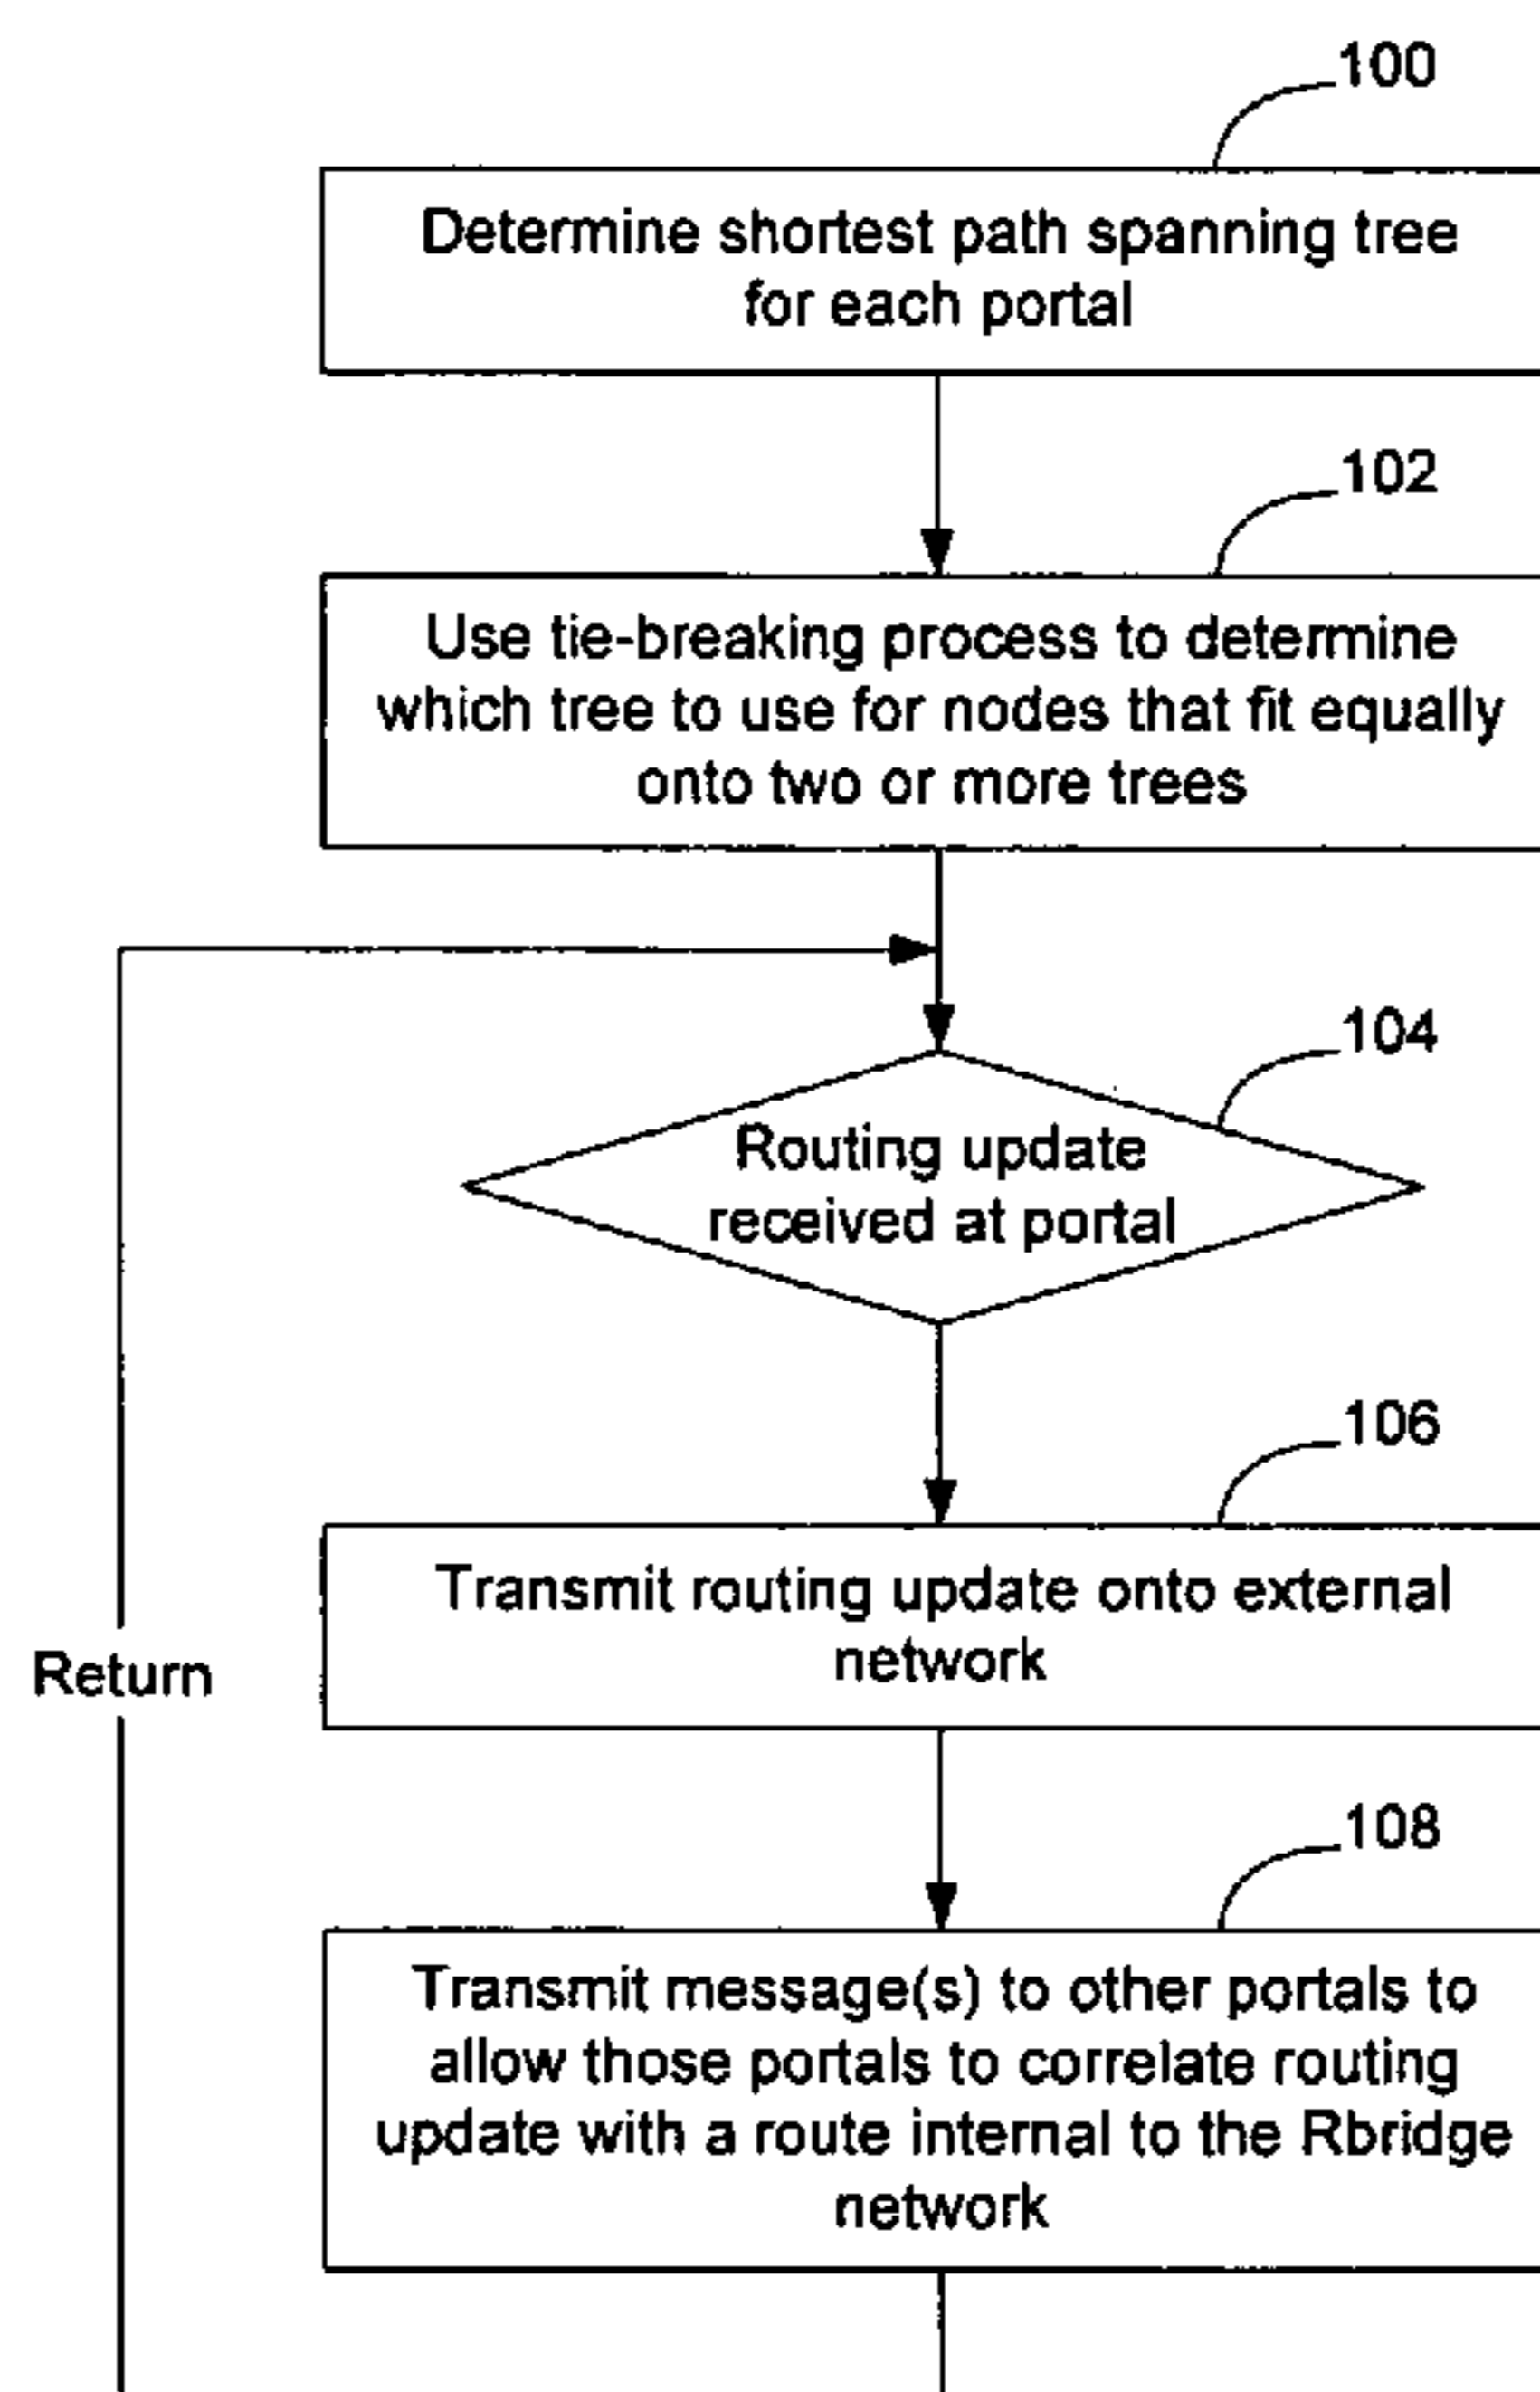 100
Determine shortest path spanning tree
for each portal
102
Use tie-breaking process to determine
which tree to use for nodes that fit equally
onto two or more trees
104
Routing update
received at portal
106
Transmit routing update onto external
network
Return
108
Transmit message(s) to other portals to
allow those portals to correlate routing
update with a route internal to the Rbridge
network